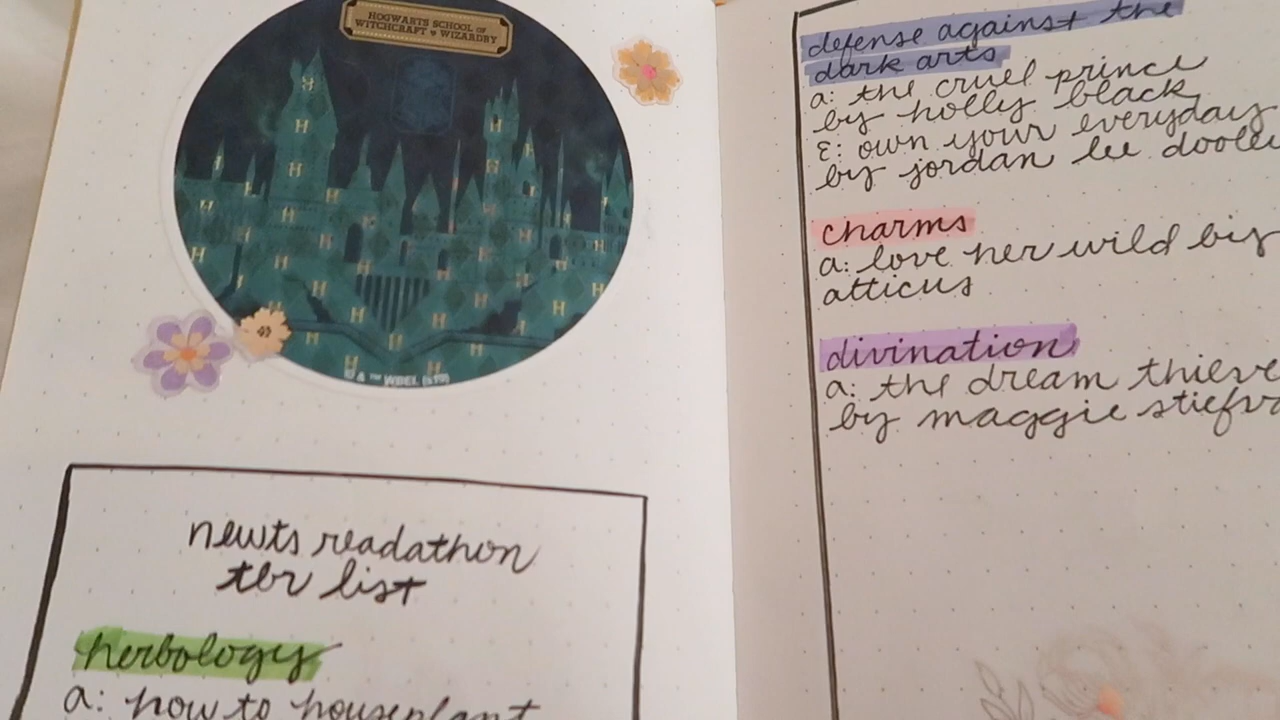 HOGWARTS SCHOOL OF
WITCHCRAFT & WIZARDRY
newts readathon
tbr list
herbology
a: how to houseplant
defense against the
dark arts
a: the cruel prince
by holly black
E: own your everyday
by jordan lee
charms
a: love her wild by
atticus
divination
a: the dream
by maggie